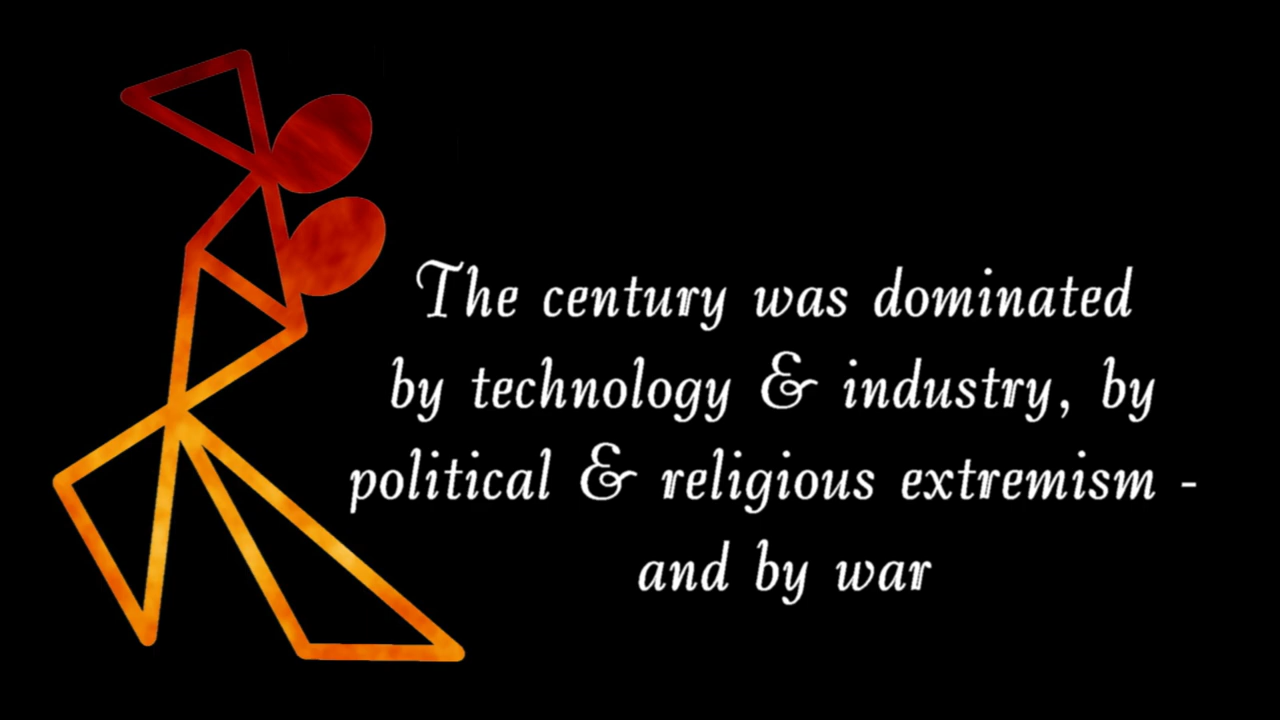 The century was dominated
by technology & industry, by
political & religious extremism -
and by war